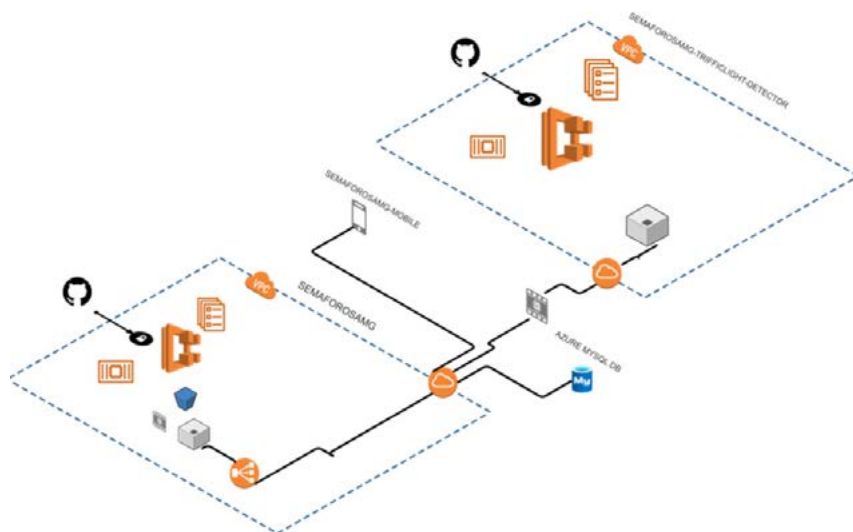 SEMAFOROSAMG-TRIFFICLIGHT-DETECTOR
VPC
SEMAFOROSAMG-MOBILE
VPC
SEMAFOROSAMG
AZURE MYSQL DB
My